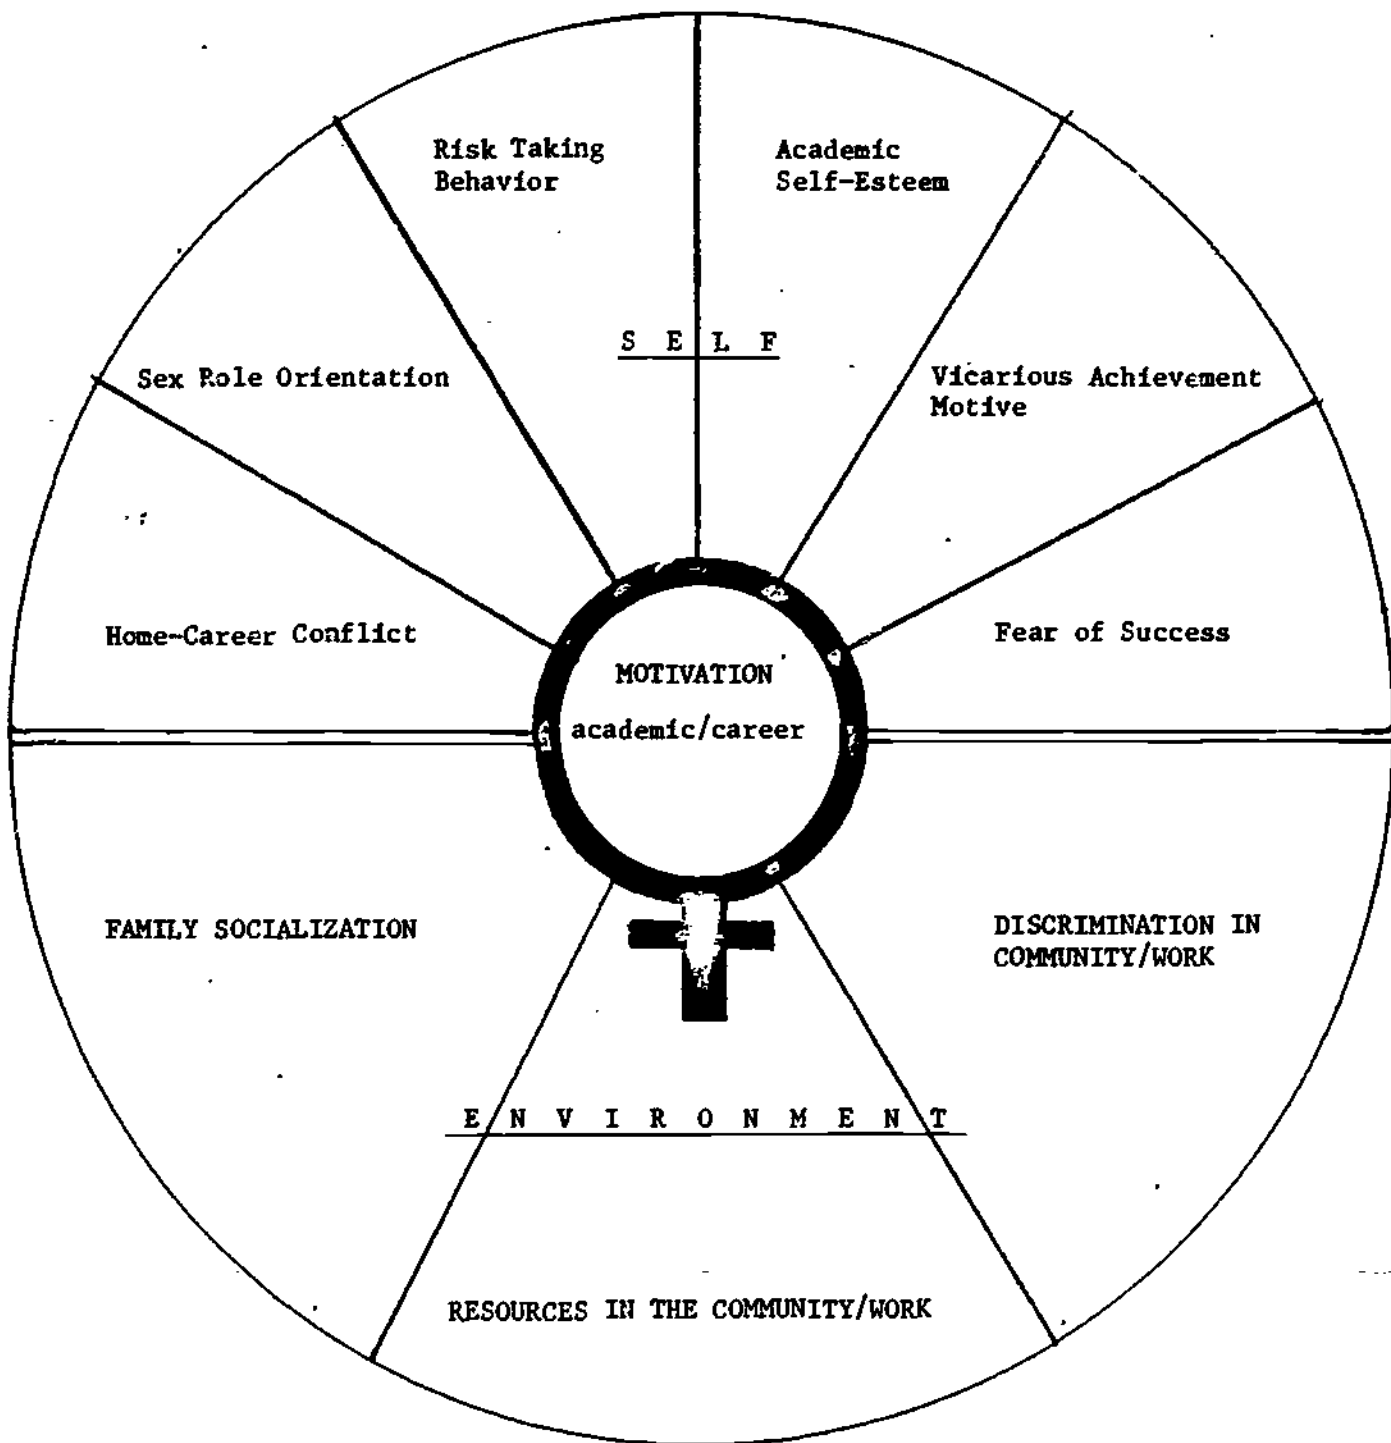 Risk Taking
Behavior
Academic
Self-Esteem
S E L F
Sex Role Orientation
Vicarious Achievement
Motive
Home-Career Conflict
Fear of Success
MOTIVATION
academic/career
FAMILY SOCIALIZATION
DISCRIMINATION IN
COMMUNITY/WORK
E N V I R O N M E N T
RESOURCES IN THE COMMUNITY/WORK